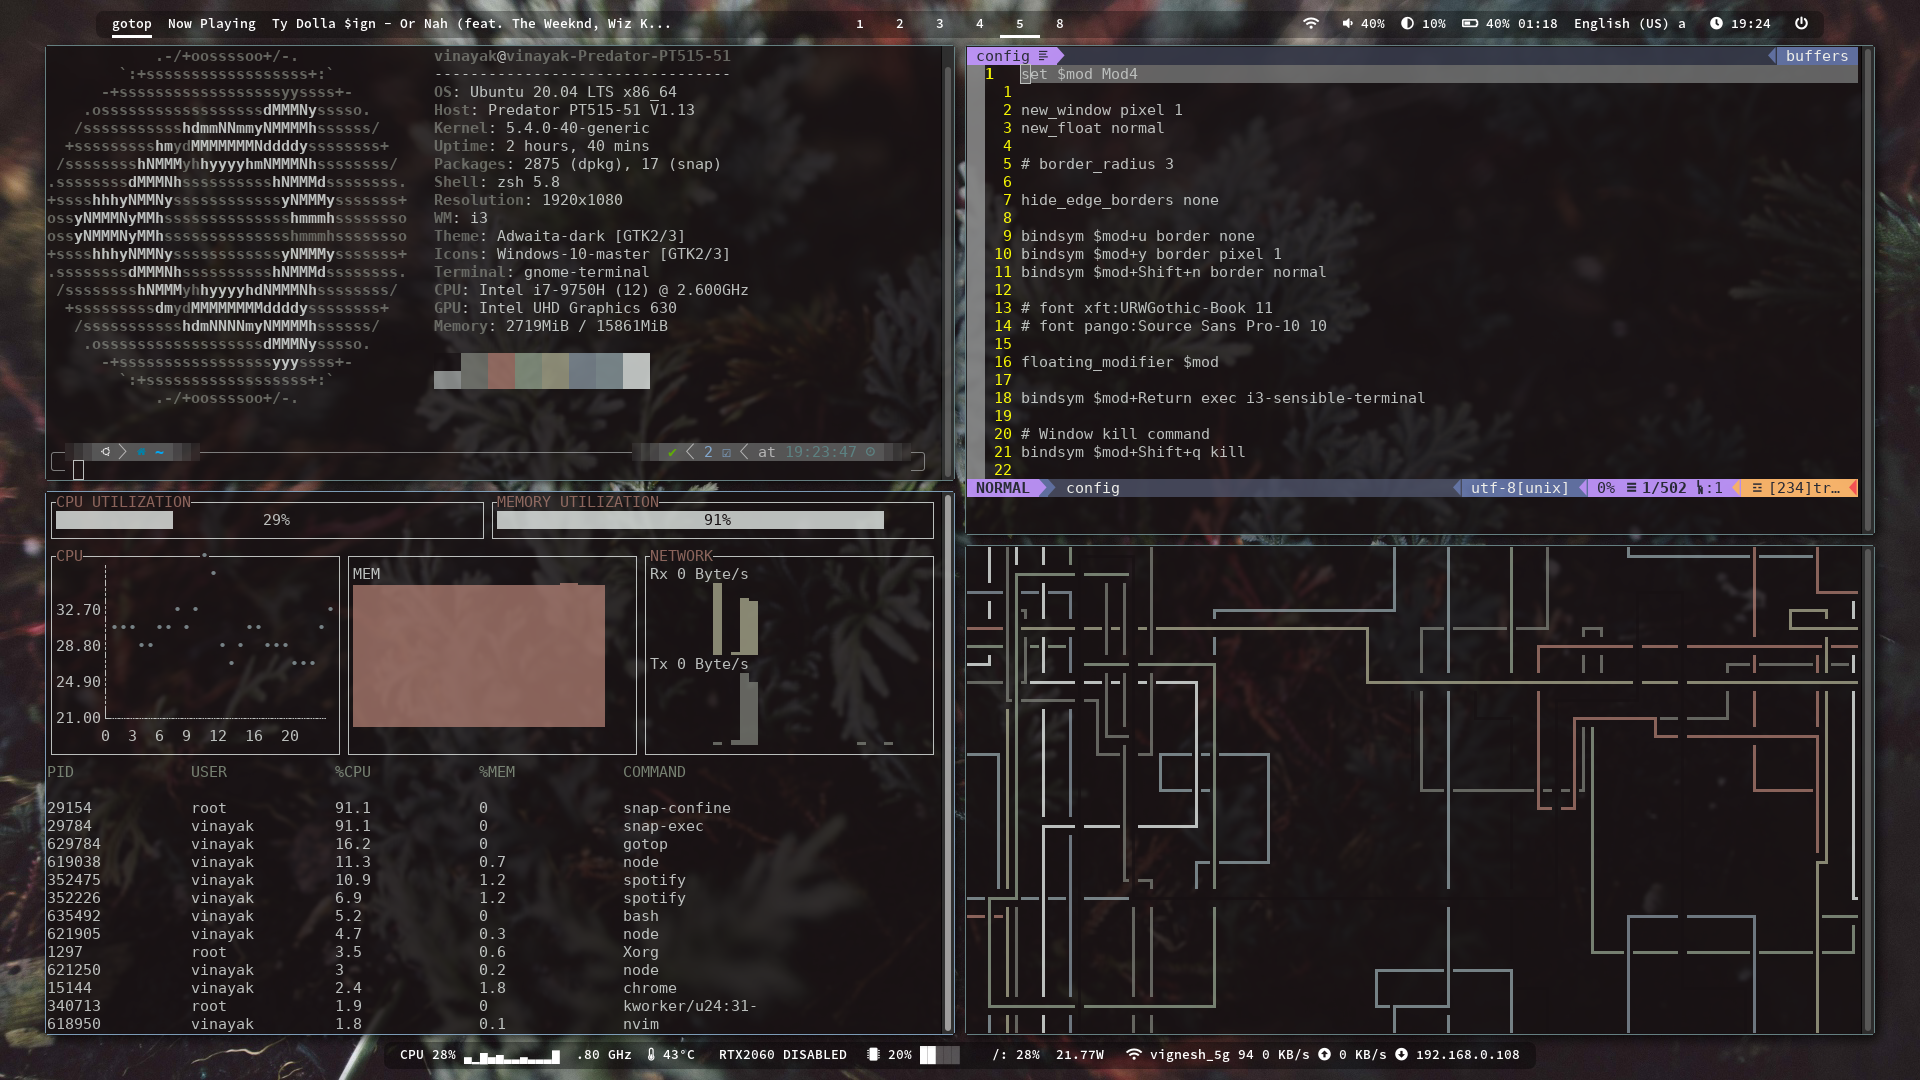 gotop Now Playing Ty Dolla $ign – Or Nah (feat. The Weeknd, Wiz K...
1 2 3 4 5 8
40% 10% 40% 01:18 English (US) a 19:24
.-/+oossssoo+/-.
`:+ssssssssssssssssss+:`
-+ssssssssssssssssssyyssss+-
.ossssssssssssssssssdMMMNysssso.
/ssssssssssshdmmNNmmyNMMMMhssssss/
+ssssssssshmydMMMMMMMNddddyssssssss+
/sssssssshNMMMyhhyyyyhmNMMMNhssssssss/
.ssssssssdMMMNhsssssssssshNMMMdssssssss.
+sssshhhyNMMNyssssssssssssyNMMMysssssss+
ossyNMMMNyMMhsssssssssssssshmmmhssssssso
ossyNMMMNyMMhsssssssssssssshmmmhssssssso
+sssshhhyNMMNyssssssssssssyNMMMysssssss+
.ssssssssdMMMNhsssssssssshNMMMdssssssss.
/sssssssshNMMMyhhyyyyhdNMMMNhssssssss/
+sssssssssdmydMMMMMMMMddddyssssssss+
/ssssssssssshdmNNNNmyNMMMMhssssss/
.ossssssssssssssssssdMMMNysssso.
-+sssssssssssssssssyyyssss+-
`:+ssssssssssssssssss+:`
.-/+oossssoo+/-.
vinayak@vinayak-Predator-PT515-51
---------------------------------
OS: Ubuntu 20.04 LTS x86_64
Host: Predator PT515-51 V1.13
Kernel: 5.4.0-40-generic
Uptime: 2 hours, 40 mins
Packages: 2875 (dpkg), 17 (snap)
Shell: zsh 5.8
Resolution: 1920x1080
WM: i3
Theme: Adwaita-dark [GTK2/3]
Icons: Windows-10-master [GTK2/3]
Terminal: gnome-terminal
CPU: Intel i7-9750H (12) @ 2.600GHz
GPU: Intel UHD Graphics 630
Memory: 2719MiB / 15861MiB
~ ✔ 2 at 19:23:47
config buffers
1 set $mod Mod4
1
2 new_window pixel 1
3 new_float normal
4
5 # border_radius 3
6
7 hide_edge_borders none
8
9 bindsym $mod+u border none
10 bindsym $mod+y border pixel 1
11 bindsym $mod+Shift+n border normal
12
13 # font xft:URWGothic-Book 11
14 # font pango:Source Sans Pro-10 10
15
16 floating_modifier $mod
17
18 bindsym $mod+Return exec i3-sensible-terminal
19
20 # Window kill command
21 bindsym $mod+Shift+q kill
22
NORMAL config utf-8[unix] 0% ☰ 1/502 :1 [234]tr…
CPU UTILIZATION
29%
MEMORY UTILIZATION
91%
CPU
32.70
28.80
24.90
21.00
0 3 6 9 12 16 20
MEM
NETWORK
Rx 0 Byte/s
Tx 0 Byte/s
PID USER %CPU %MEM COMMAND
29154 root 91.1 0 snap-confine
29784 vinayak 91.1 0 snap-exec
629784 vinayak 16.2 0 gotop
619038 vinayak 11.3 0.7 node
352475 vinayak 10.9 1.2 spotify
352226 vinayak 6.9 1.2 spotify
635492 vinayak 5.2 0 bash
621905 vinayak 4.7 0.3 node
1297 root 3.5 0.6 Xorg
621250 vinayak 3 0.2 node
15144 vinayak 2.4 1.8 chrome
340713 root 1.9 0 kworker/u24:31-
618950 vinayak 1.8 0.1 nvim
CPU 28% .80 GHz 43°C RTX2060 DISABLED 20% /: 28% 21.77W vignesh_5g 94 0 KB/s 0 KB/s 192.168.0.108